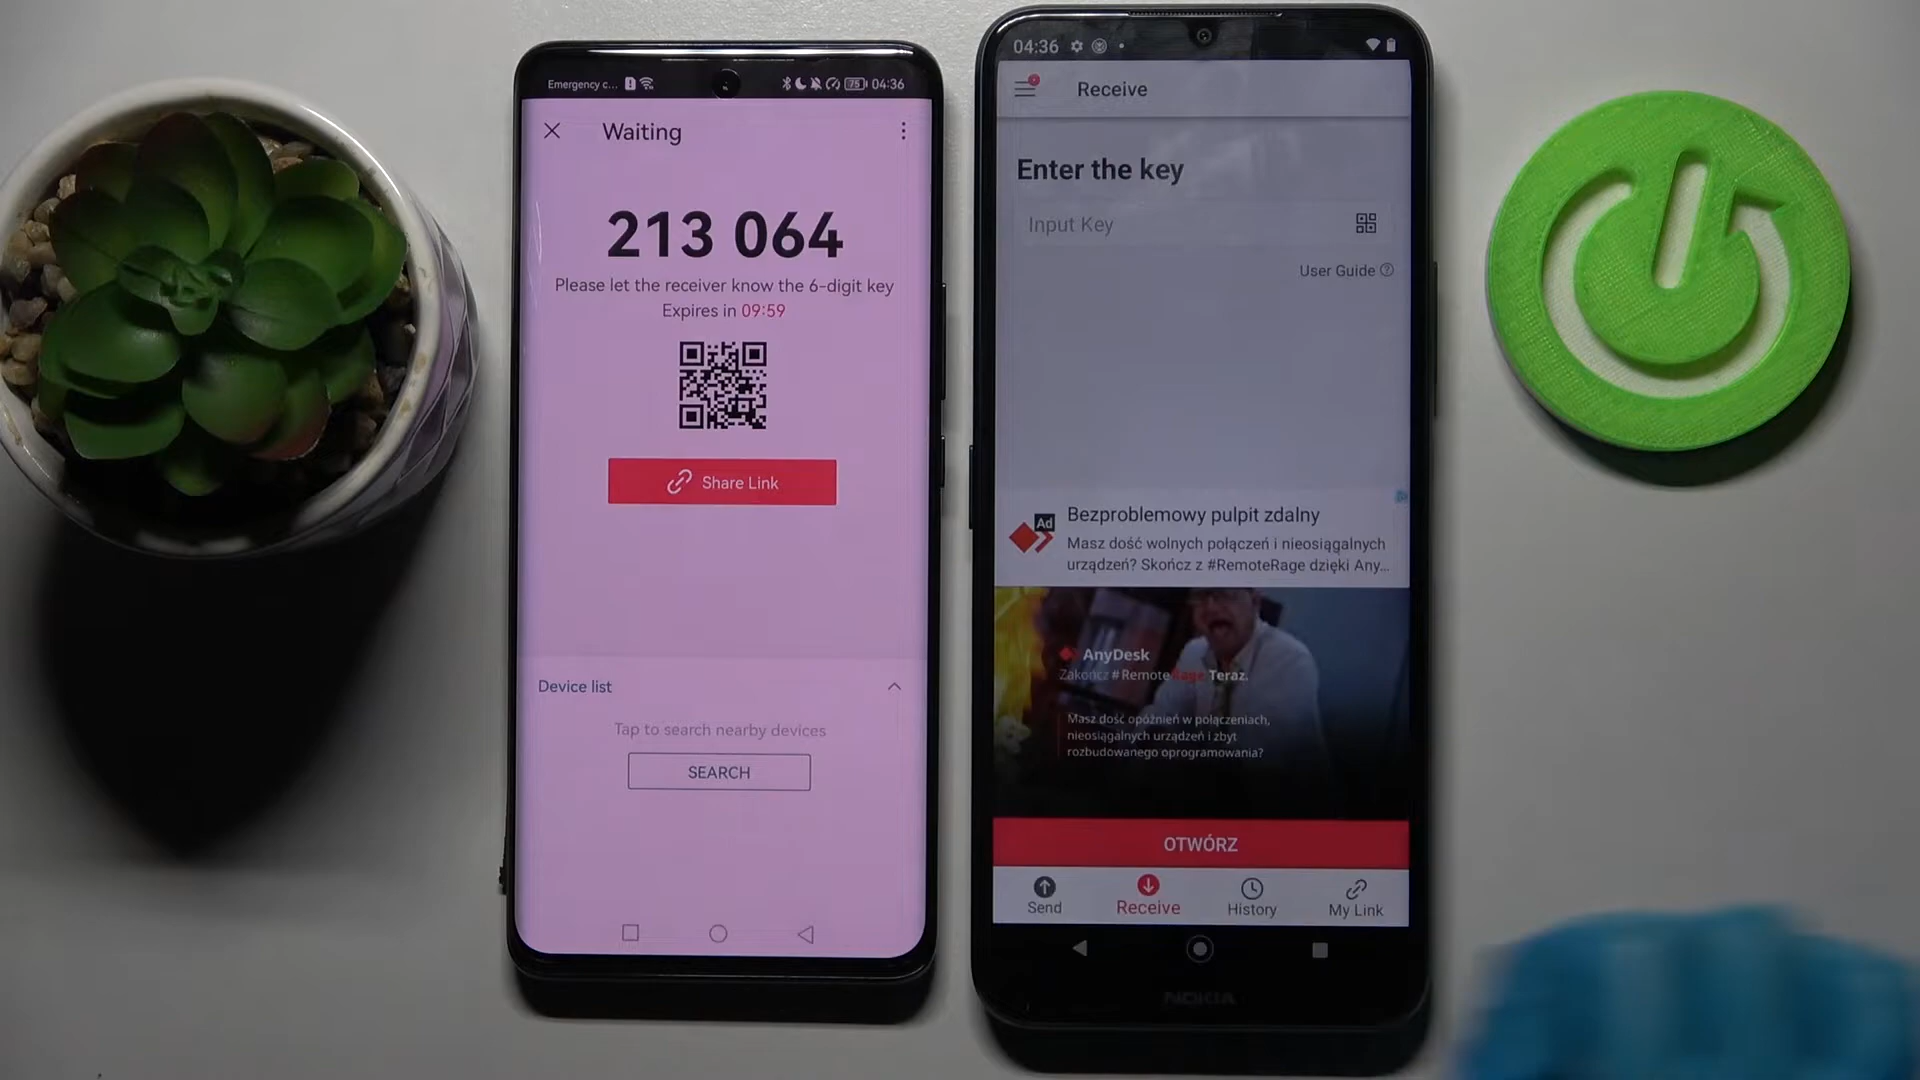 Emergency c...
75
04:36
Waiting
213 064
Please let the receiver know the 6-digit key
Expires in 09:59
Share Link
Device list
Tap to search nearby devices
SEARCH
04:36
Receive
Enter the key
Input Key
User Guide
Ad
Bezproblemowy pulpit zdalny
Masz dość wolnych połączeń i nieosiągalnych
urządzeń? Skończ z #RemoteRage dzięki Any...
AnyDesk
Zakończ #RemoteRage Teraz.
Masz dość opóźnień w połączeniach,
nieosiągalnych urządzeń i zbyt
rozbudowanego oprogramowania?
OTWÓRZ
Send
Receive
History
My Link
NOKIA